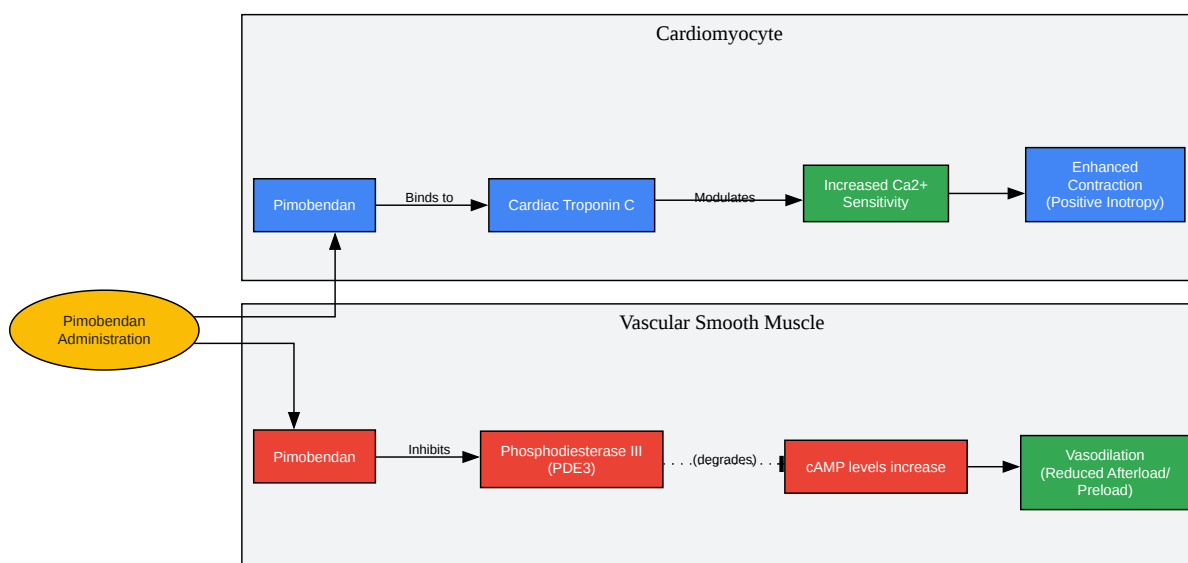 Cardiomyocyte
Pimobendan
Binds to
Cardiac Troponin C
Modulates
Increased Ca2+
Sensitivity
Enhanced
Contraction
(Positive Inotropy)
Pimobendan
Administration
Vascular Smooth Muscle
Pimobendan
Inhibits
Phosphodiesterase III
(PDE3)
(degrades)
cAMP levels increase
Vasodilation
(Reduced Afterload/
Preload)